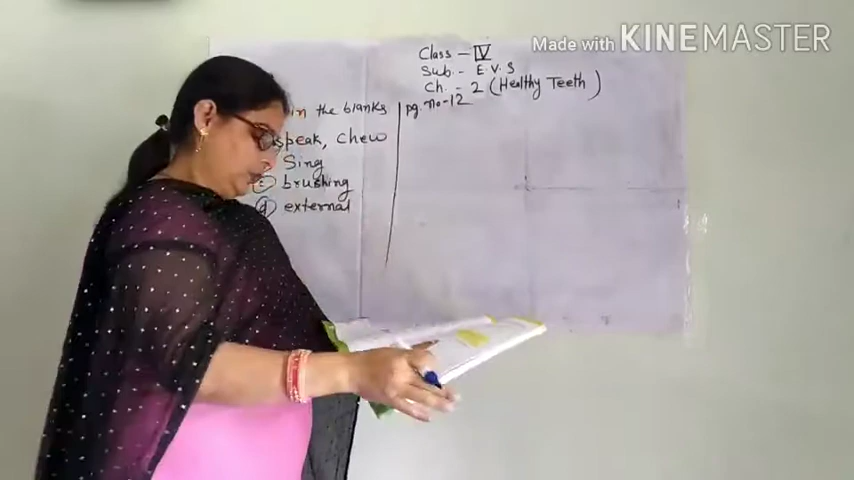 Made with KINEMASTER
Class - IV
Sub - E.V.S
Ch. - 2 (Healthy Teeth)
in the blanks
pg. no-12
speak, chew
Sing
brushing
d external